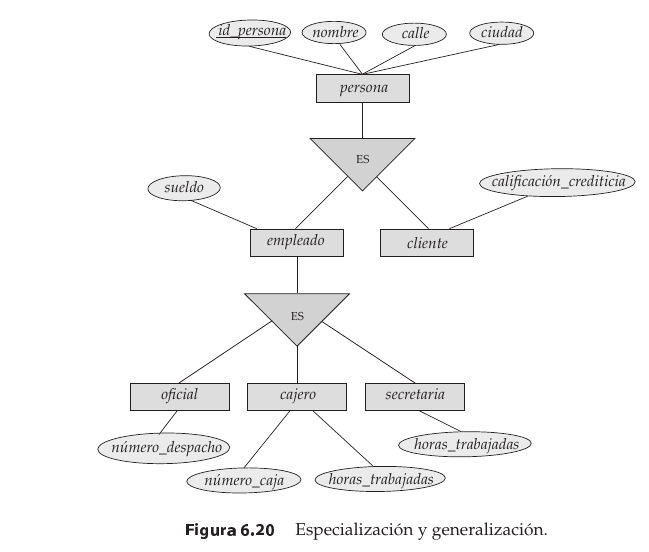 id_persona
nombre
calle
ciudad
persona
ES
sueldo
calificación_crediticia
empleado
cliente
ES
oficial
cajero
secretaria
número_despacho
horas_trabajadas
número_caja
horas_trabajadas
Figura 6.20 Especialización y generalización.